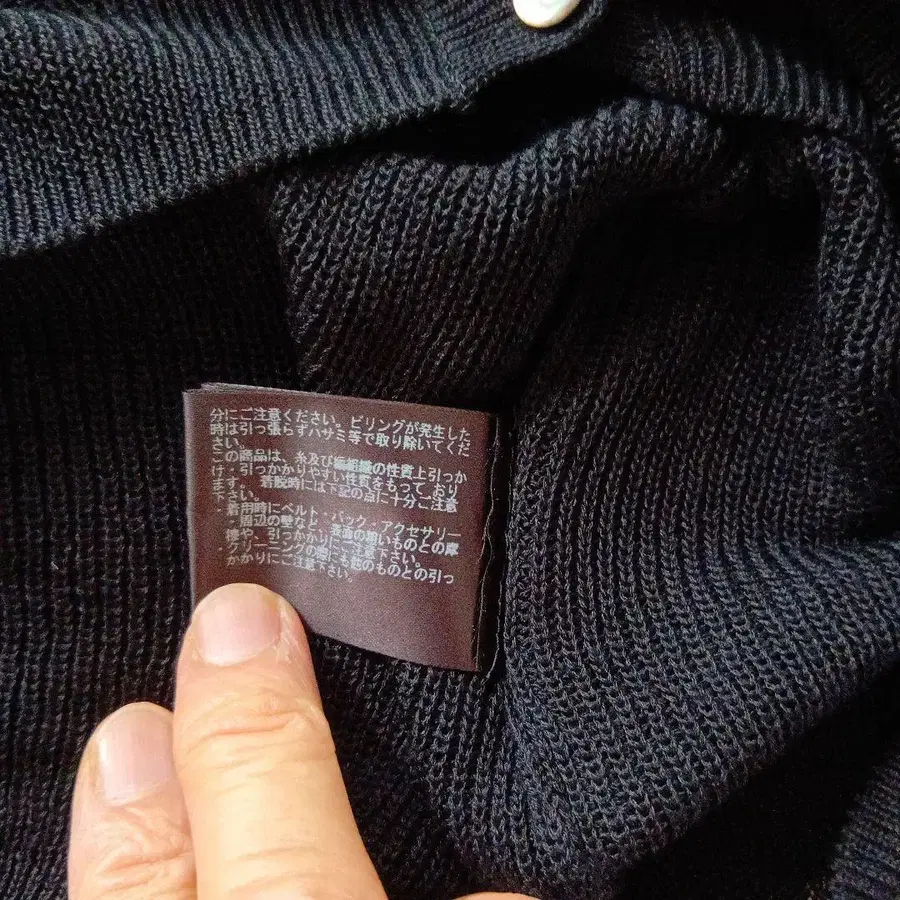 分にご注意ください。ピリングが発生した
時は引っ張らずハサミ等で取り除いてくだ
さい。
この商品は、糸及び編組織の性質上引っか
け・引っかかりやすい性質をもって おり
ます。 着脱時には下記の点に十分ご注意
下さい。
・着用時にベルト・バック・アクセサリー
・周辺の壁など、表面の粗いものとの摩
擦や、引っかかりにご注意下さい。
・クリーニングの際にも他のものとの引っ
かかりにご注意下さい。